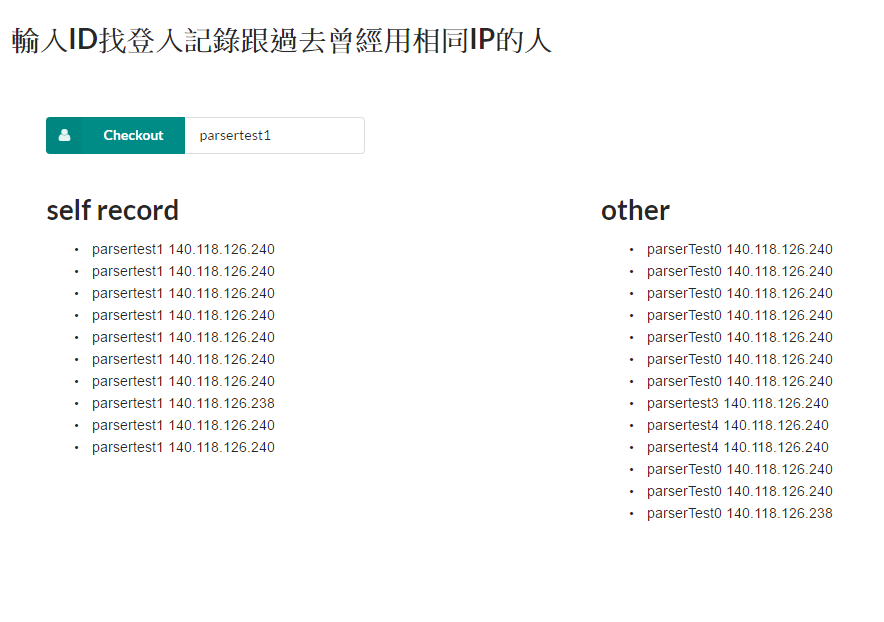 輸入ID找登入記錄跟過去曾經用相同IP的人
Checkout parsertest1
self record
parsertest1 140.118.126.240
parsertest1 140.118.126.240
parsertest1 140.118.126.240
parsertest1 140.118.126.240
parsertest1 140.118.126.240
parsertest1 140.118.126.240
parsertest1 140.118.126.240
parsertest1 140.118.126.238
parsertest1 140.118.126.240
parsertest1 140.118.126.240
other
parserTest0 140.118.126.240
parserTest0 140.118.126.240
parserTest0 140.118.126.240
parserTest0 140.118.126.240
parserTest0 140.118.126.240
parserTest0 140.118.126.240
parserTest0 140.118.126.240
parsertest3 140.118.126.240
parsertest4 140.118.126.240
parsertest4 140.118.126.240
parserTest0 140.118.126.240
parserTest0 140.118.126.240
parserTest0 140.118.126.238